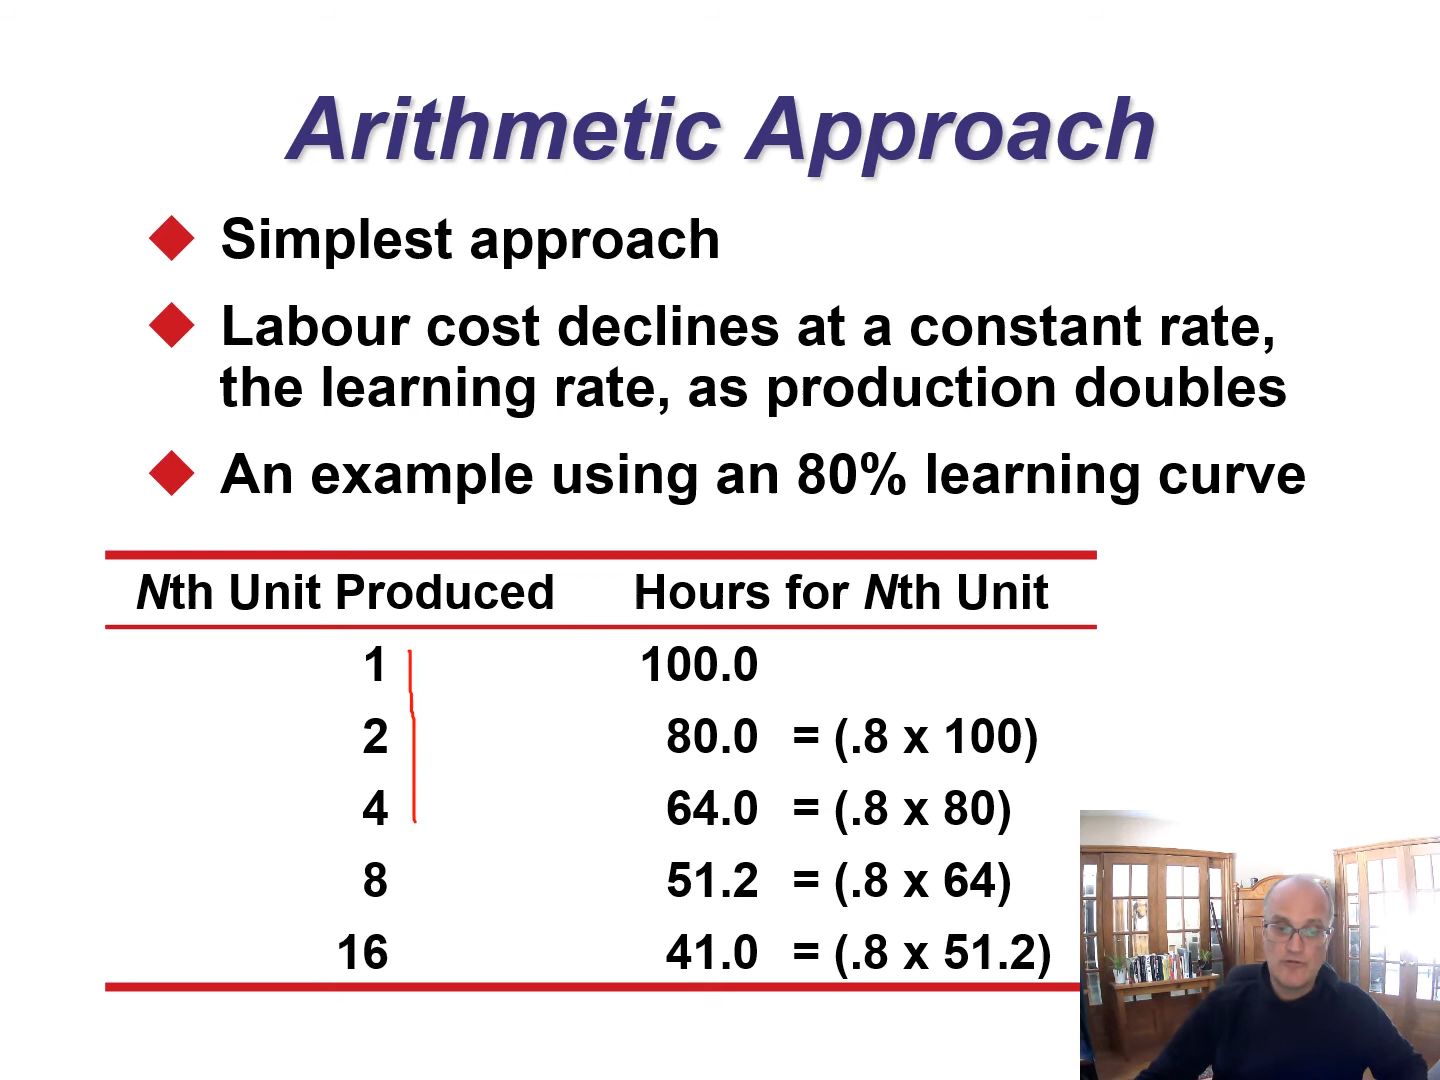 Arithmetic Approach
Simplest approach
Labour cost declines at a constant rate,
the learning rate, as production doubles
An example using an 80% learning curve
Nth Unit Produced Hours for Nth Unit
1 100.0
2 80.0 = (.8 x 100)
4 64.0 = (.8 x 80)
8 51.2 = (.8 x 64)
16 41.0 = (.8 x 51.2)